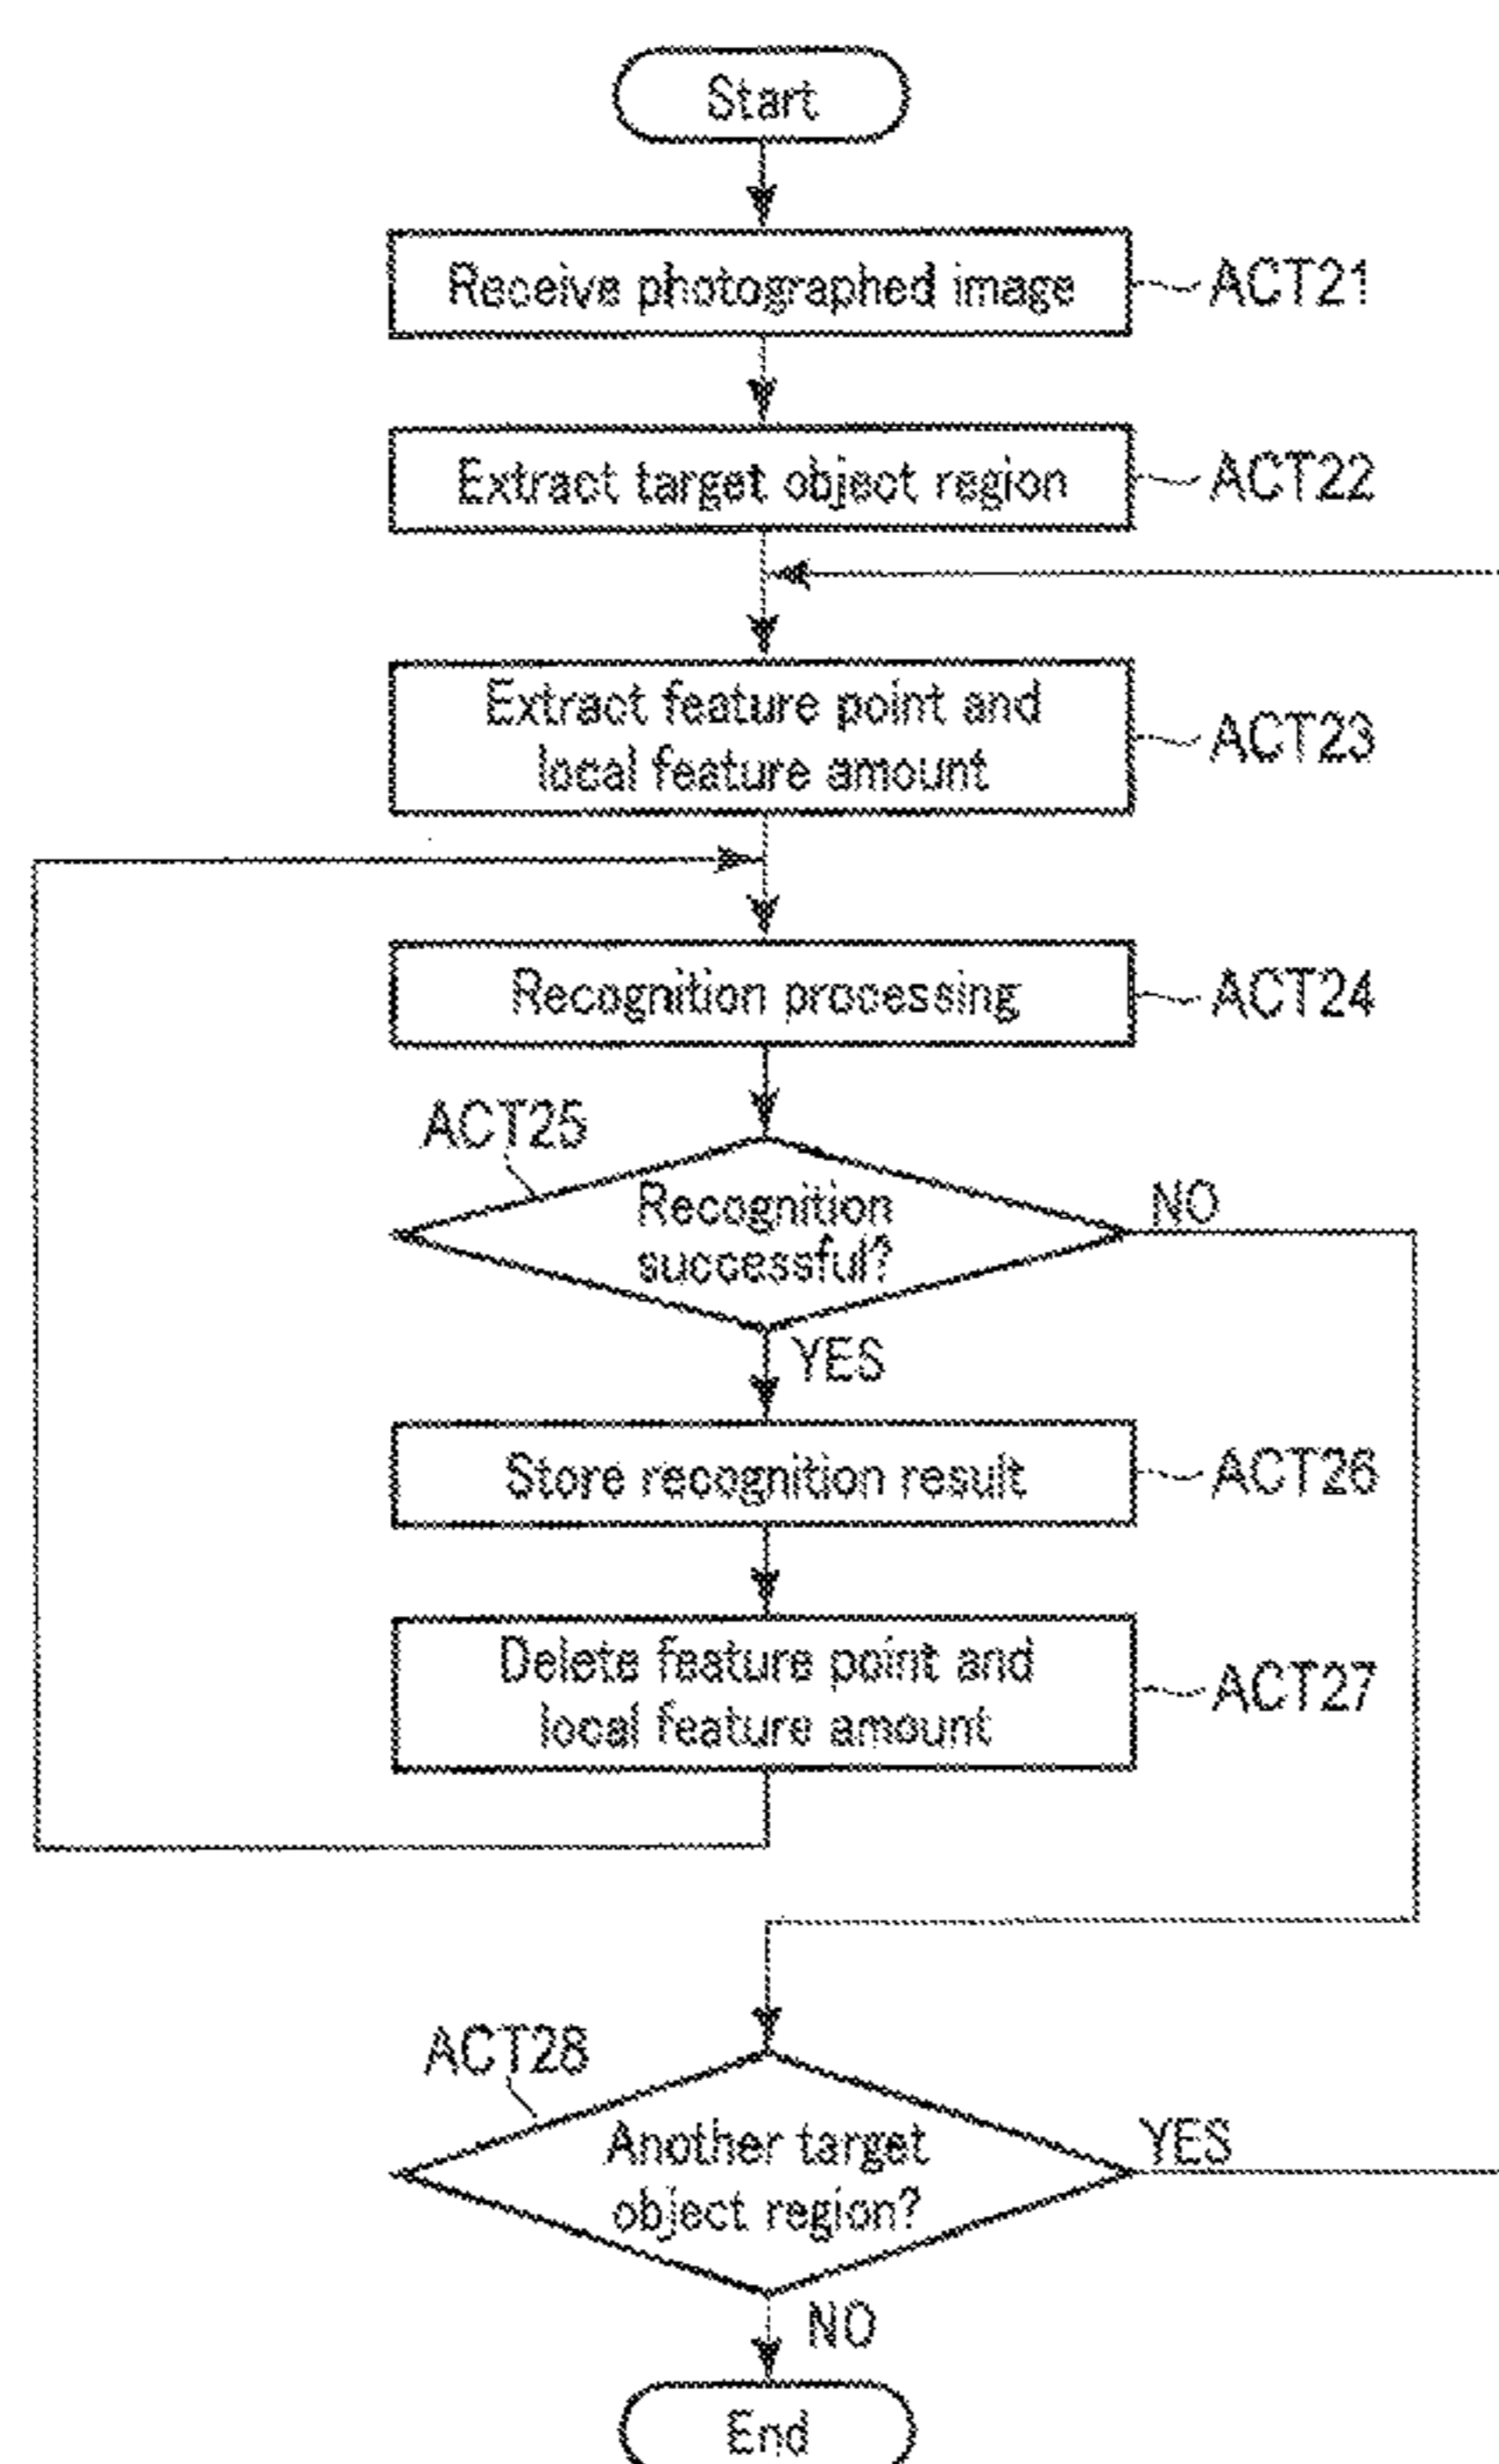 Start
Receive photographed image
ACT21
Extract target object region
ACT22
Extract feature point and
local feature amount
ACT23
Recognition processing
ACT24
ACT25
Recognition
successful?
NO
YES
Store recognition result
ACT26
Delete feature point and
local feature amount
ACT27
ACT28
Another target
object region?
YES
NO
End